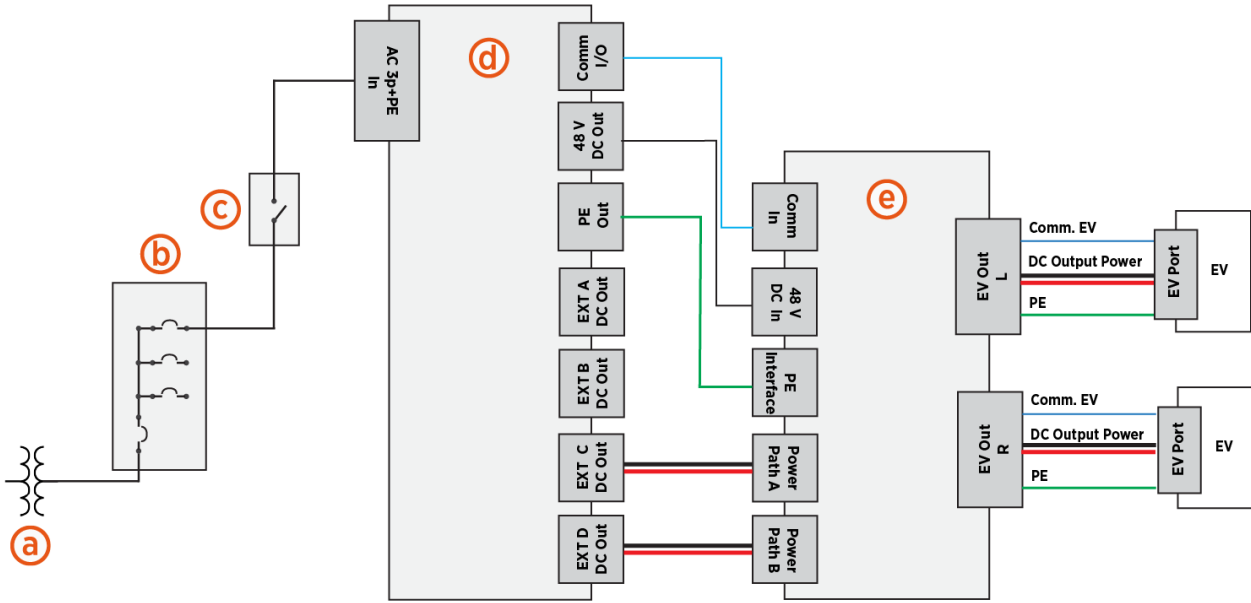 a
b
c
d
e
AC 3p+PE
In
Comm
I/O
48 V
DC Out
PE
Out
EXT A
DC Out
EXT B
DC Out
EXT C
DC Out
EXT D
DC Out
Comm
In
48 V
DC In
PE
Interface
Power
Path A
Power
Path B
EV Out
L
Comm. EV
DC Output Power
PE
EV Port
EV
EV Out
R
Comm. EV
DC Output Power
PE
EV Port
EV